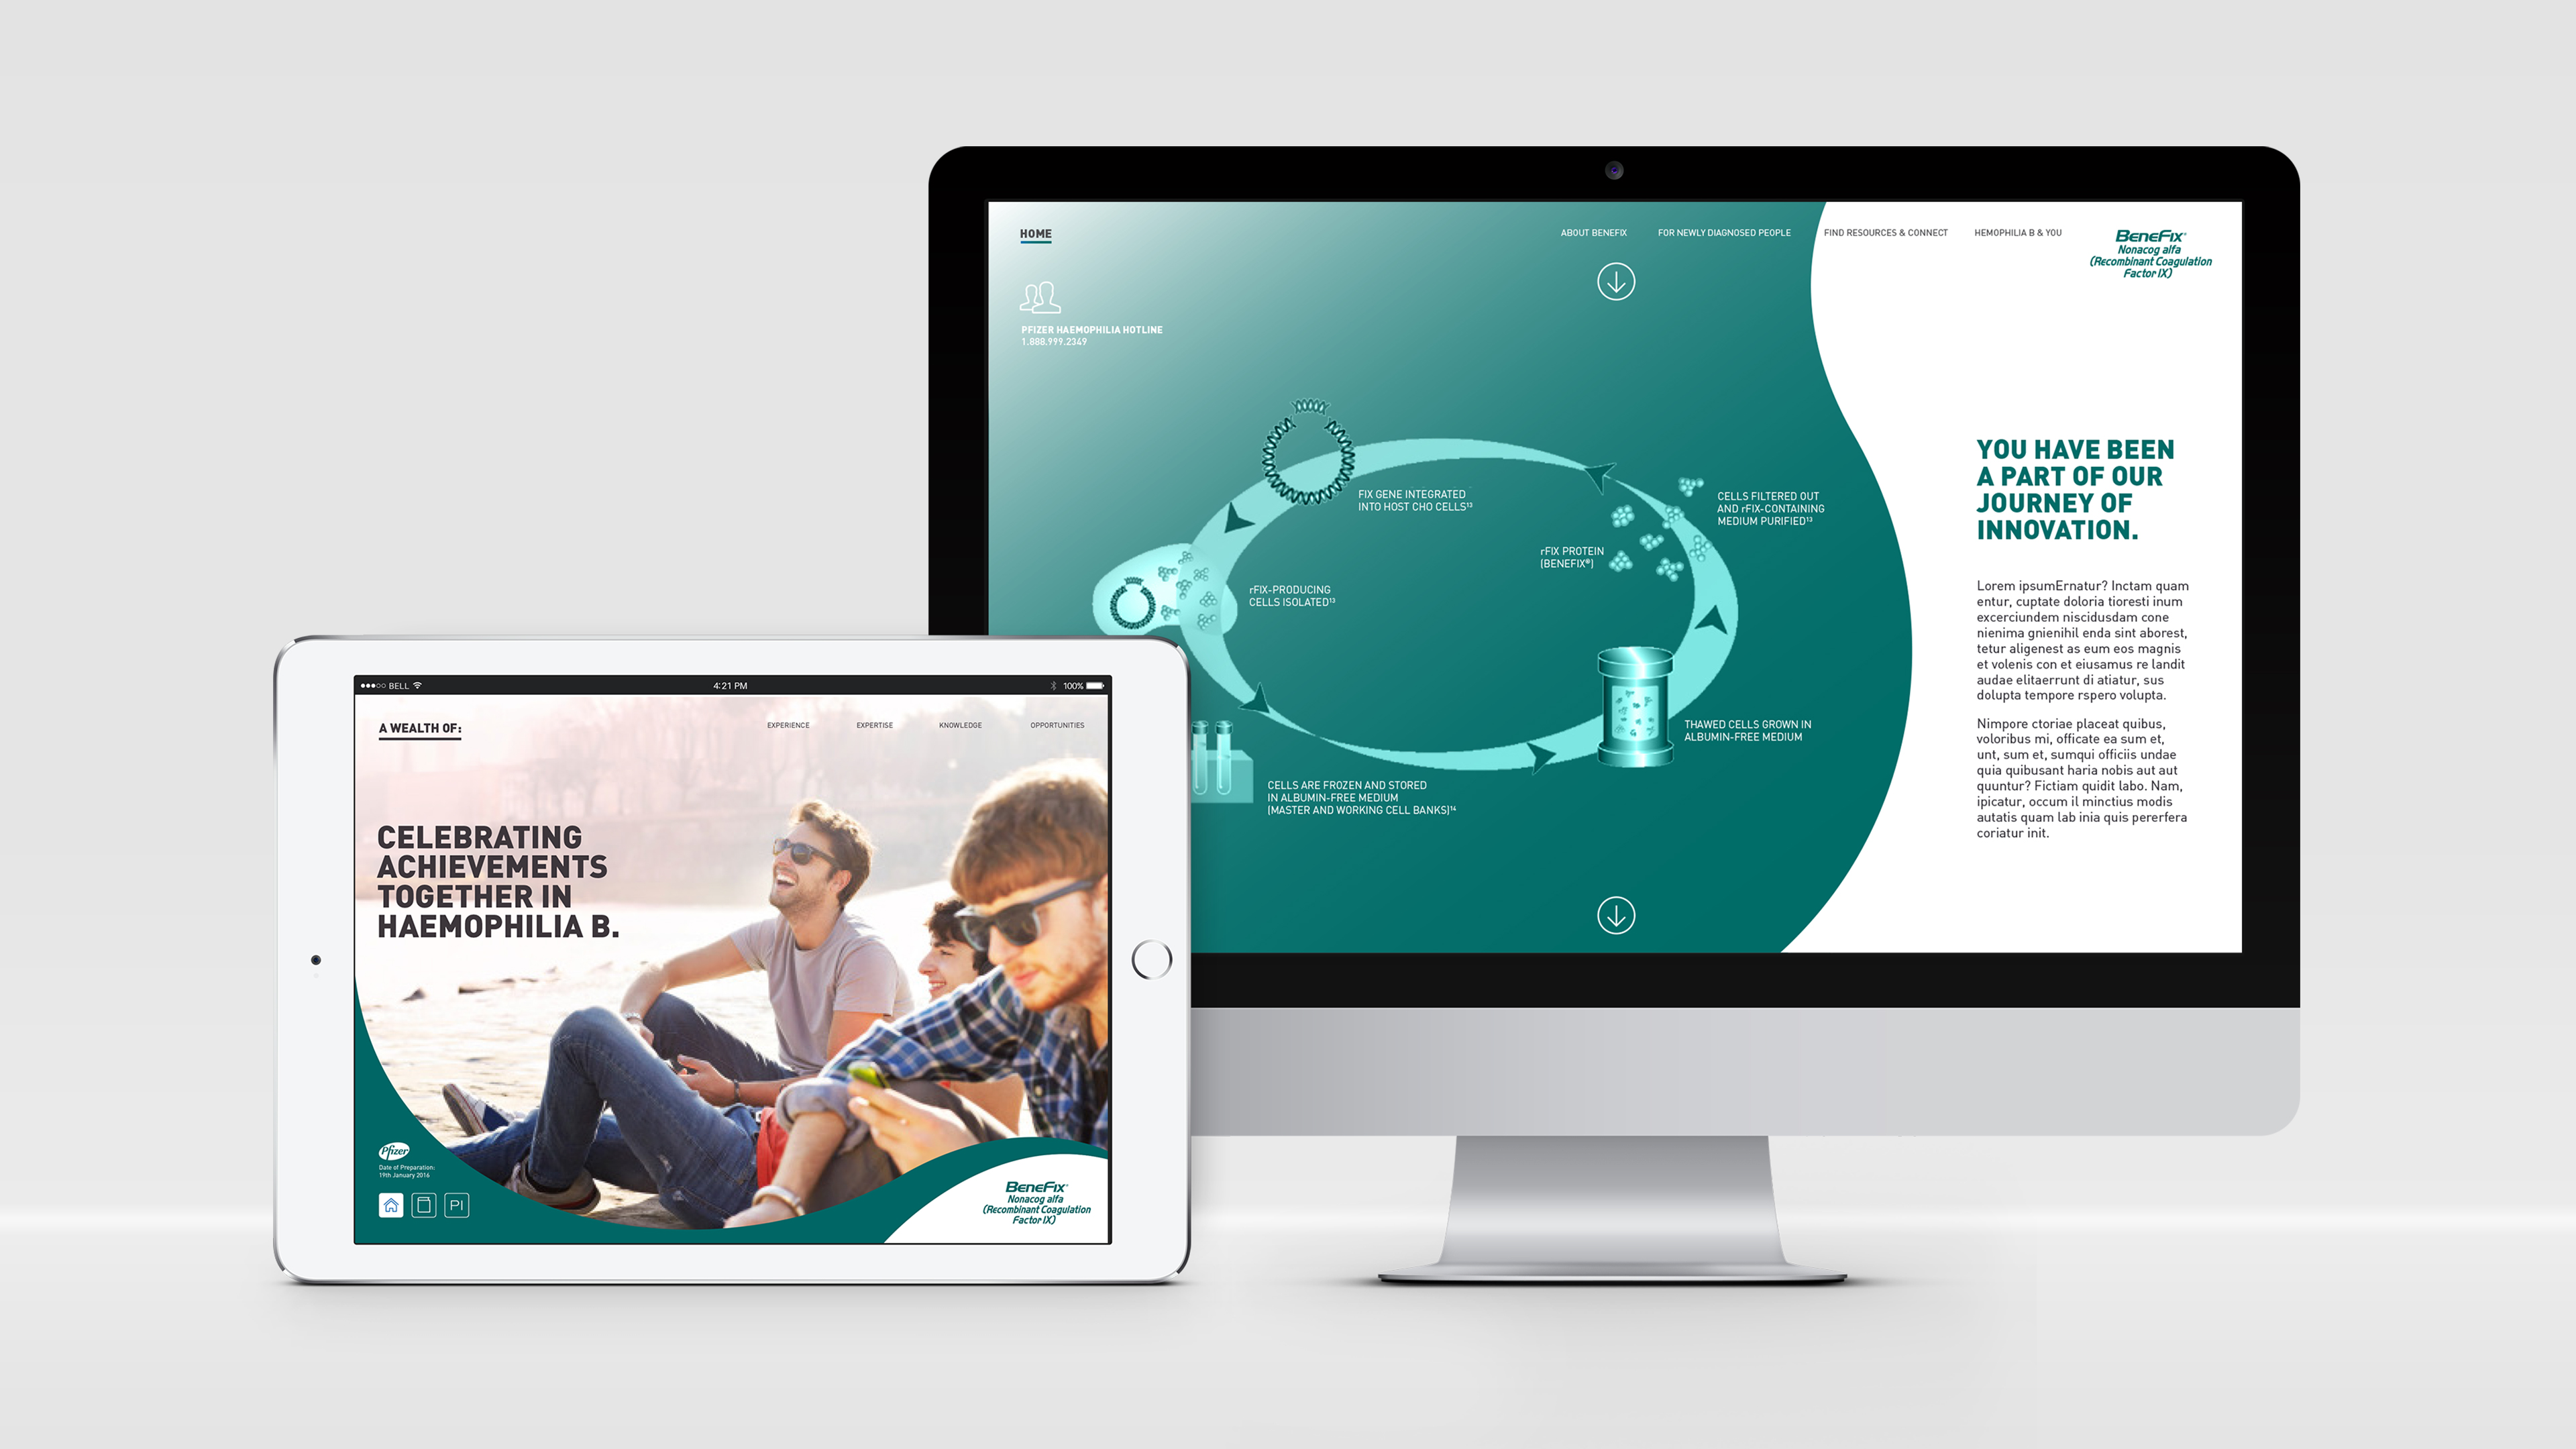 HOME
ABOUT BENEFIX
FOR NEWLY DIAGNOSED PEOPLE
FIND RESOURCES & CONNECT
HEMOPHILIA B & YOU
BeneFix®
Nonacog alfa
(Recombinant Coagulation
Factor IX)
PFIZER HAEMOPHILIA HOTLINE
1.888.999.2349
FIX GENE INTEGRATED
INTO HOST CHO CELLS¹³
CELLS FILTERED OUT
AND rFIX-CONTAINING
MEDIUM PURIFIED¹³
rFIX PROTEIN
(BENEFIX®)
rFIX-PRODUCING
CELLS ISOLATED¹³
THAWED CELLS GROWN IN
ALBUMIN-FREE MEDIUM
CELLS ARE FROZEN AND STORED
IN ALBUMIN-FREE MEDIUM
(MASTER AND WORKING CELL BANKS)¹⁴
YOU HAVE BEEN
A PART OF OUR
JOURNEY OF
INNOVATION.
Lorem ipsumErnatur? Inctam quam
entur, cuptate doloria tioresti inum
excerciundem niscidusdam cone
nienima gnienihil enda sint aborest,
tetur aligenest as eum eos magnis
et volenis con et eiusamus re landit
audae elitaerrunt di atiatur, sus
dolupta tempore rspero volupta.
Nimpore ctoriae placeat quibus,
voloribus mi, officate ea sum et,
unt, sum et, sumqui officiis undae
quia quibusant haria nobis aut aut
quuntur? Fictiam quidit labo. Nam,
ipicatur, occum il minctius modis
autatis quam lab inia quis pererfera
coriatur init.
BELL
4:21 PM
100%
A WEALTH OF:
EXPERIENCE
EXPERTISE
KNOWLEDGE
OPPORTUNITIES
CELEBRATING
ACHIEVEMENTS
TOGETHER IN
HAEMOPHILIA B.
Pfizer
Date of Preparation:
19th January 2016
PI
BeneFix®
Nonacog alfa
(Recombinant Coagulation
Factor IX)